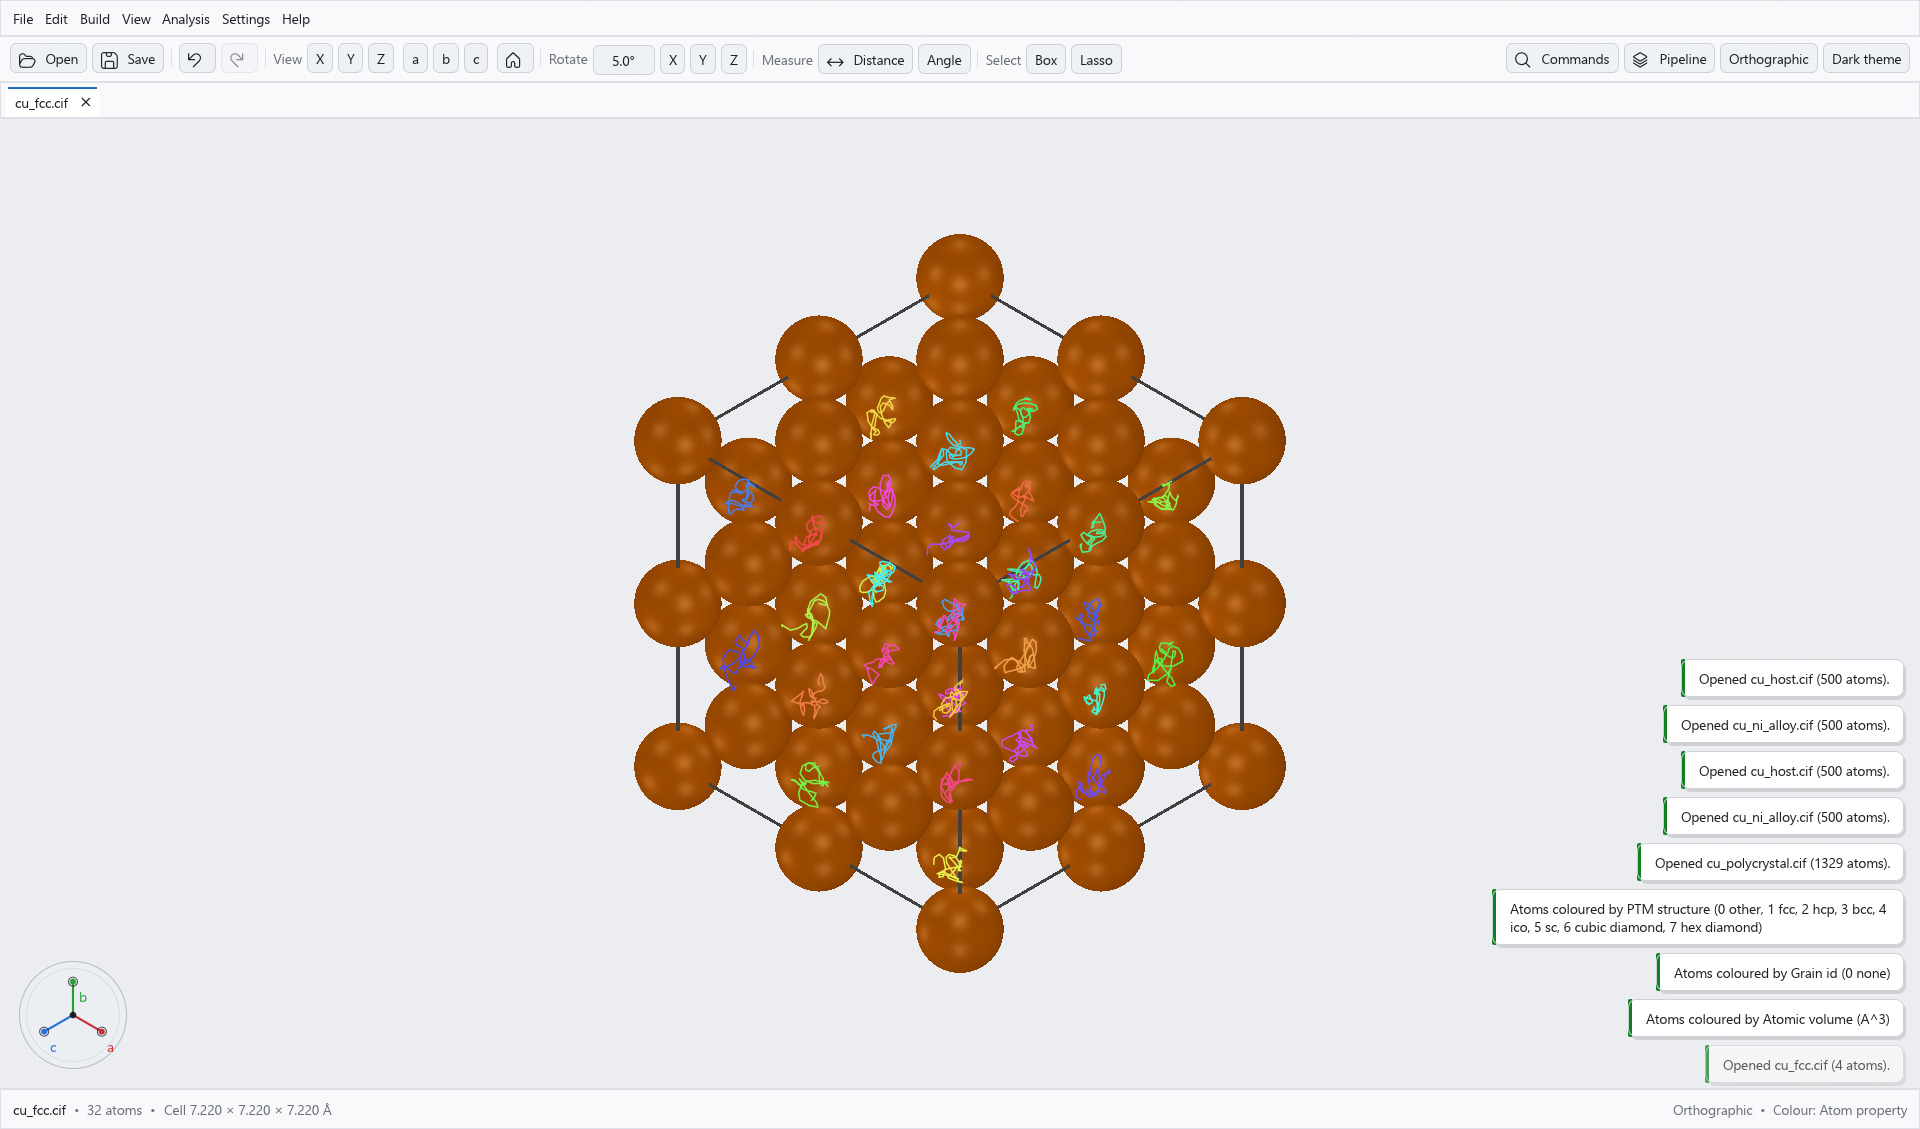 File Edit Build View Analysis Settings Help
Open Save View X Y Z a b c Rotate 5.0° X Y Z Measure Distance Angle Select Box Lasso Commands Pipeline Orthographic Dark theme
cu_fcc.cif
Opened cu_host.cif (500 atoms).
Opened cu_ni_alloy.cif (500 atoms).
Opened cu_host.cif (500 atoms).
Opened cu_ni_alloy.cif (500 atoms).
Opened cu_polycrystal.cif (1329 atoms).
Atoms coloured by PTM structure (0 other, 1 fcc, 2 hcp, 3 bcc, 4
ico, 5 sc, 6 cubic diamond, 7 hex diamond)
Atoms coloured by Grain id (0 none)
Atoms coloured by Atomic volume (A^3)
Opened cu_fcc.cif (4 atoms).
b
c a
cu_fcc.cif • 32 atoms • Cell 7.220 × 7.220 × 7.220 Å Orthographic • Colour: Atom property